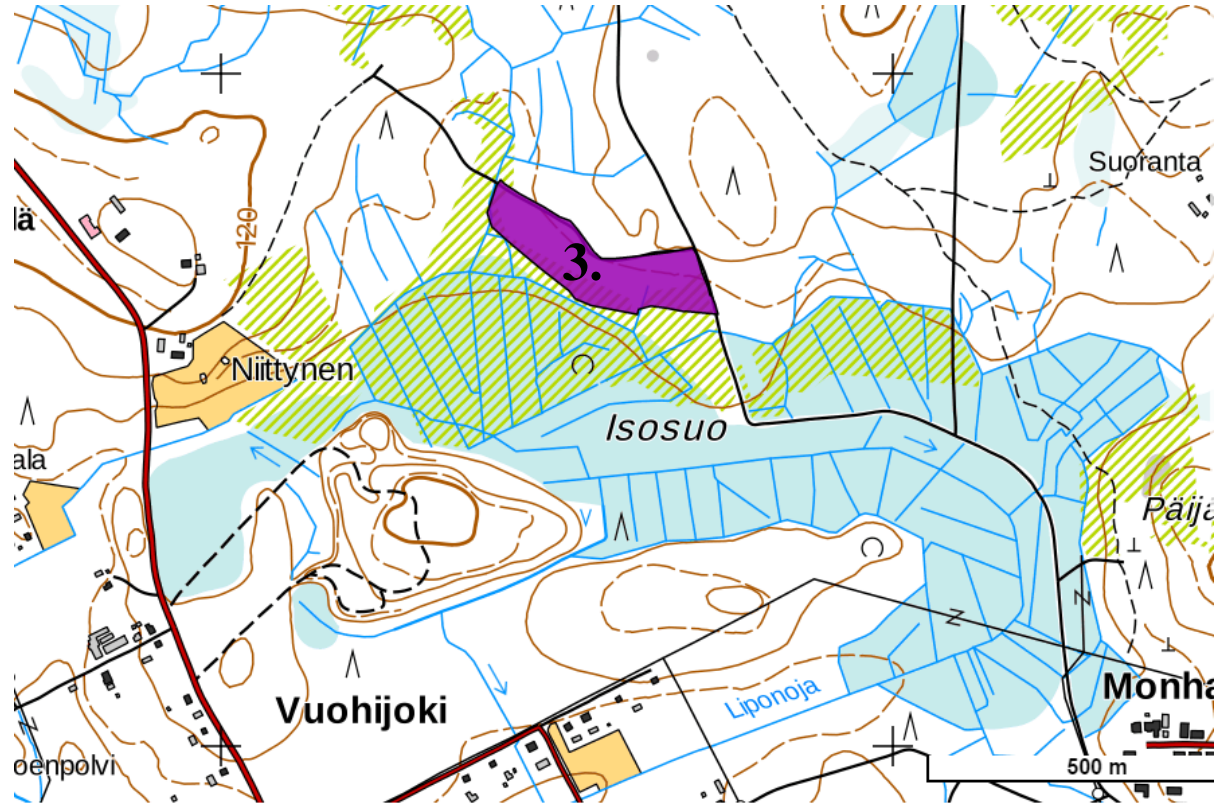 Suoranta
lä
120
3.
Niittynen
Isosuo
ala
Päijä
Liponoja
Monha
Vuohijoki
oenpolvi
500 m